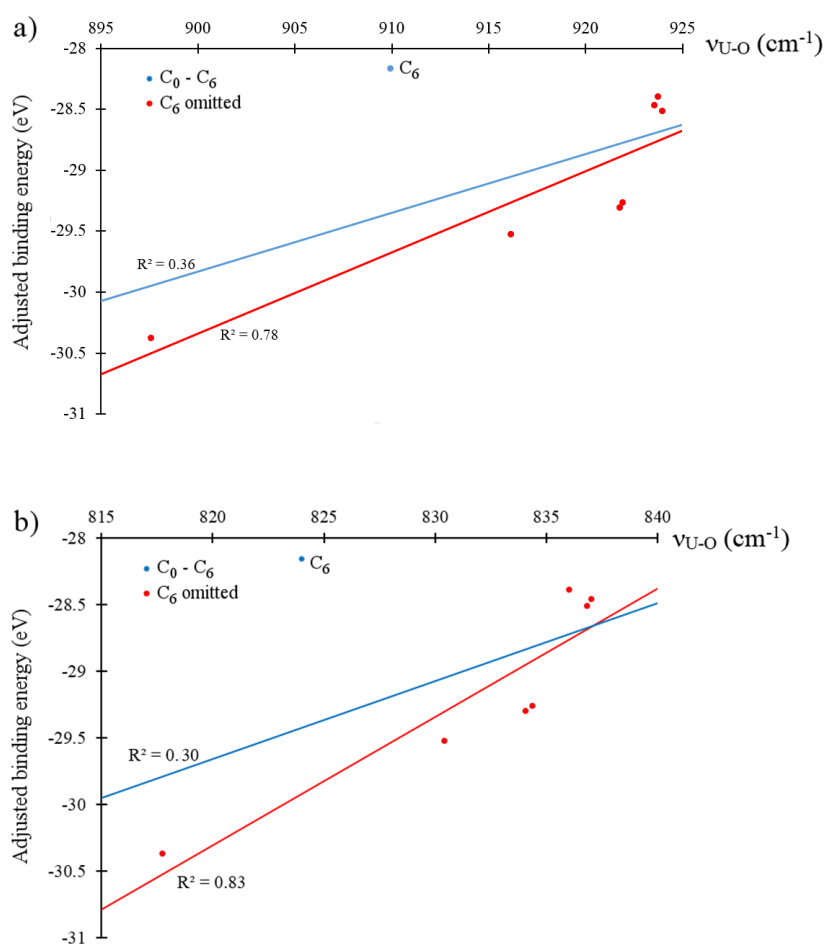 a)
895 900 905 910 915 920 925
ν_U-O (cm⁻¹)
-28
C₆
C₀ - C₆
C₆ omitted
-28.5
-29
-29.5
-30
-30.5
-31
Adjusted binding energy (eV)
R² = 0.36
R² = 0.78
b)
815 820 825 830 835 840
ν_U-O (cm⁻¹)
-28
C₆
C₀ - C₆
C₆ omitted
-28.5
-29
-29.5
-30
-30.5
-31
Adjusted binding energy (eV)
R² = 0.30
R² = 0.83